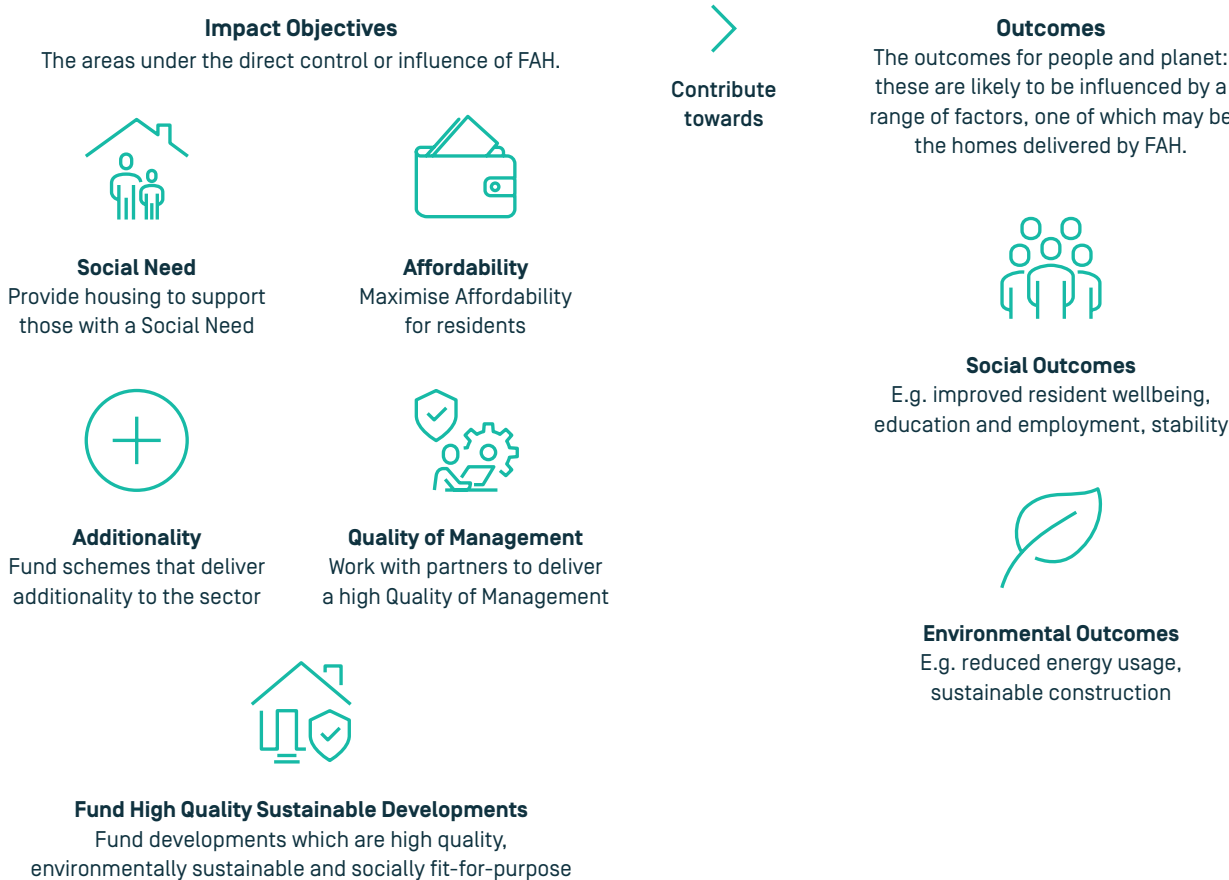 Impact Objectives
The areas under the direct control or influence of FAH.
Social Need
Provide housing to support
those with a Social Need
Affordability
Maximise Affordability
for residents
Additionality
Fund schemes that deliver
additionality to the sector
Quality of Management
Work with partners to deliver
a high Quality of Management
Fund High Quality Sustainable Developments
Fund developments which are high quality,
environmentally sustainable and socially fit-for-purpose
Contribute
towards
Outcomes
The outcomes for people and planet:
these are likely to be influenced by a
range of factors, one of which may be
the homes delivered by FAH.
Social Outcomes
E.g. improved resident wellbeing,
education and employment, stability
Environmental Outcomes
E.g. reduced energy usage,
sustainable construction